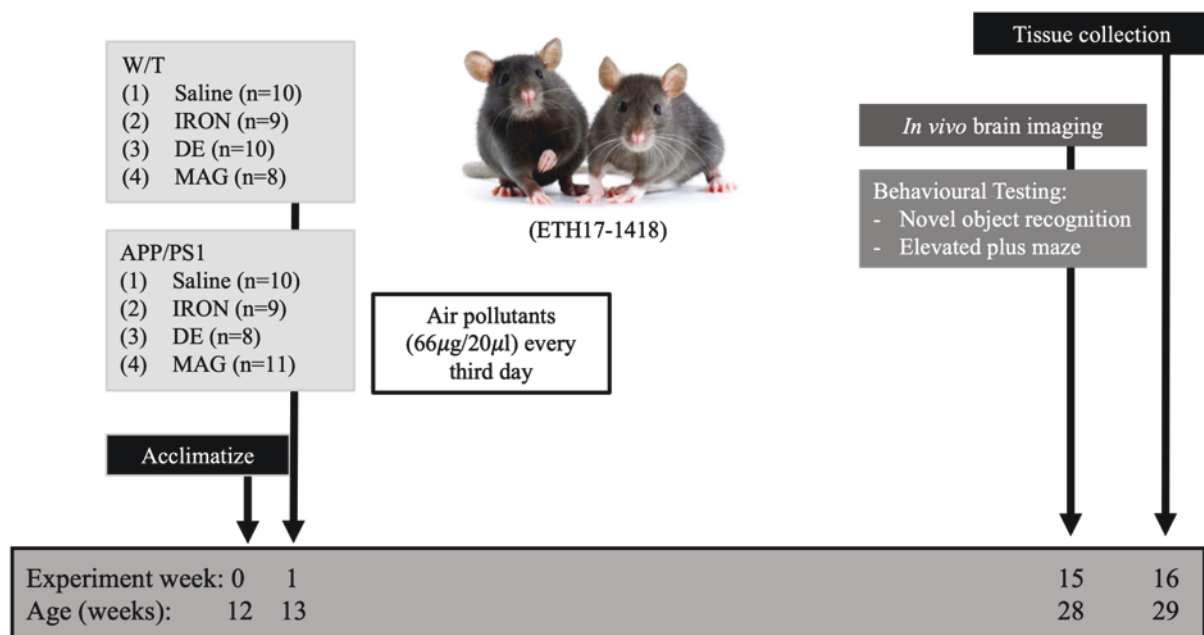 W/T
(1) Saline (n=10)
(2) IRON (n=9)
(3) DE (n=10)
(4) MAG (n=8)
APP/PS1
(1) Saline (n=10)
(2) IRON (n=9)
(3) DE (n=8)
(4) MAG (n=11)
Acclimatize
(ETH17-1418)
Air pollutants
(66μg/20μl) every
third day
Tissue collection
In vivo brain imaging
Behavioural Testing:
- Novel object recognition
- Elevated plus maze
Experiment week: 0 1 15 16
Age (weeks): 12 13 28 29